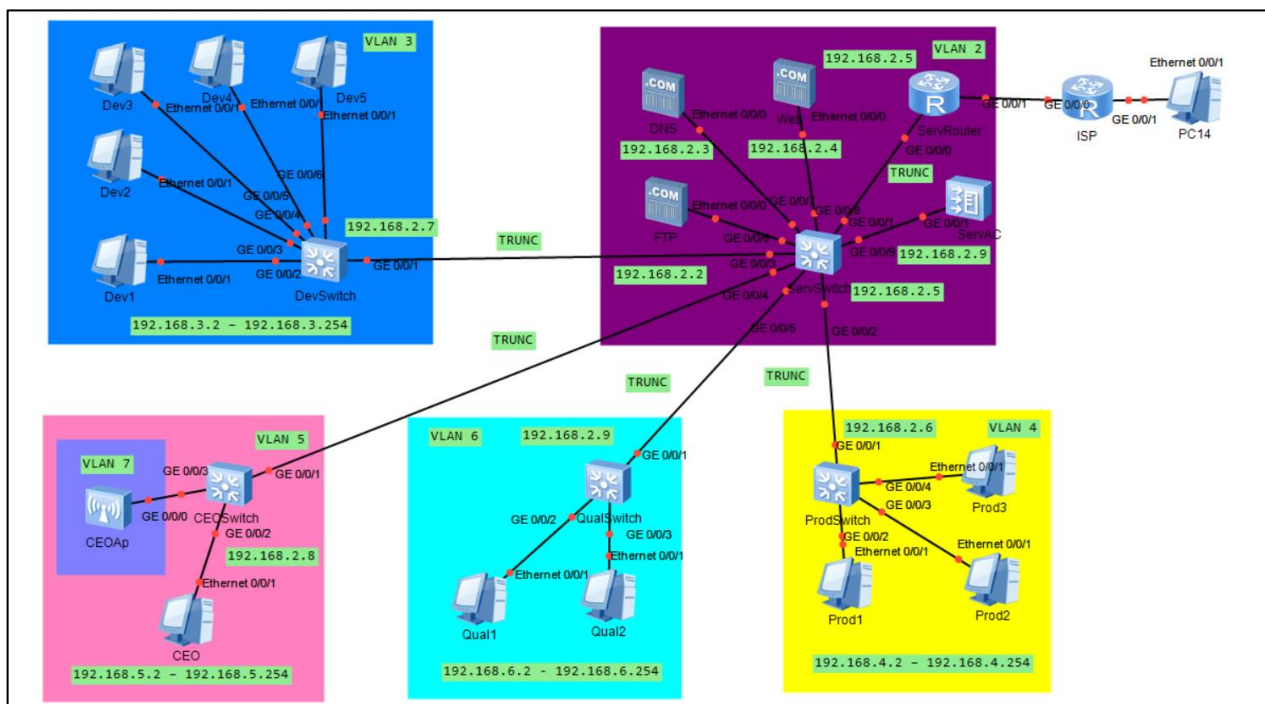 VLAN 3
Dev3
Dev4
Dev5
Ethernet 0/0/1
Ethernet 0/0/1
Ethernet 0/0/1
Dev2
Ethernet 0/0/1
GE 0/0/6
GE 0/0/5
GE 0/0/4
GE 0/0/3
GE 0/0/2
192.168.2.7
GE 0/0/1
Dev1
Ethernet 0/0/1
DevSwitch
192.168.3.2 - 192.168.3.254
TRUNC
VLAN 2
192.168.2.5
.COM
DNS
Ethernet 0/0/0
192.168.2.3
.COM
Web
Ethernet 0/0/0
192.168.2.4
R
ServRouter
GE 0/0/1
GE 0/0/0
TRUNC
.COM
FTP
Ethernet 0/0/0
192.168.2.2
GE 0/0/7
GE 0/0/8
GE 0/0/1
GE 0/0/6
GE 0/0/9
GE 0/0/1
ServAC
192.168.2.9
GE 0/0/3
GE 0/0/4
ServSwitch
192.168.2.5
GE 0/0/5
GE 0/0/2
R
GE 0/0/0
ISP
GE 0/0/1
Ethernet 0/0/1
PC14
TRUNC
TRUNC
TRUNC
VLAN 5
VLAN 7
GE 0/0/3
GE 0/0/1
GE 0/0/0
CEOAp
CEOSwitch
GE 0/0/2
192.168.2.8
Ethernet 0/0/1
CEO
192.168.5.2 - 192.168.5.254
VLAN 6
192.168.2.9
GE 0/0/1
GE 0/0/2
QualSwitch
GE 0/0/3
Ethernet 0/0/1
Ethernet 0/0/1
Qual1
Qual2
192.168.6.2 - 192.168.6.254
192.168.2.6
VLAN 4
GE 0/0/1
Ethernet 0/0/1
GE 0/0/4
GE 0/0/3
ProdSwitch
Prod3
GE 0/0/2
Ethernet 0/0/1
Ethernet 0/0/1
Prod1
Prod2
192.168.4.2 - 192.168.4.254